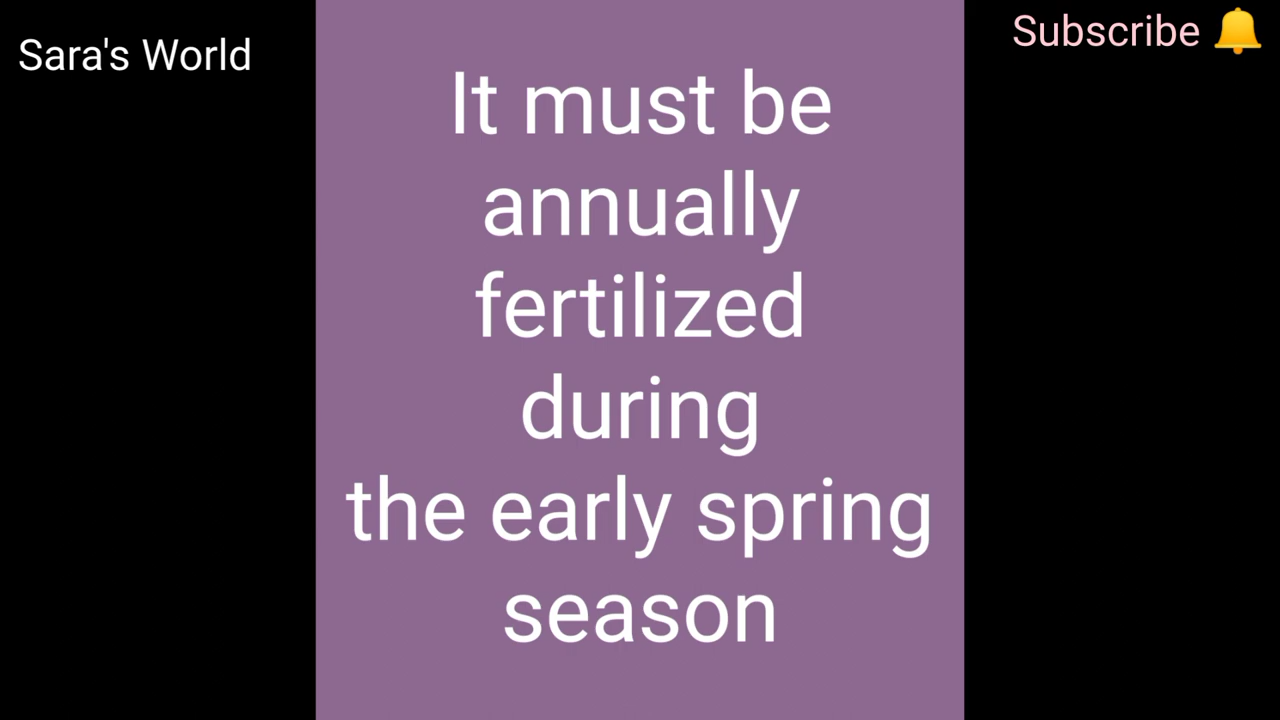 Sara's World
Subscribe 🔔
It must be
annually
fertilized
during
the early spring
season